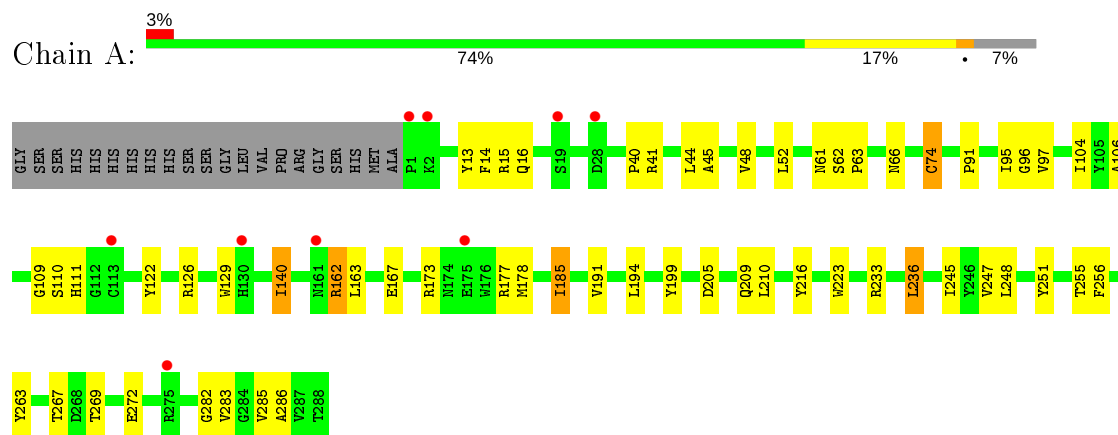 3%
Chain A:
74% 17% • 7%
GLY SER SER HIS HIS HIS HIS HIS HIS SER SER GLY LEU VAL PRO ARG GLY SER HIS MET ALA P1 K2 Y13 F14 R15 Q16 S19 D28 P40 R41 L44 A45 V48 L52 N61 S62 P63 N66 C74 P91 I95 G96 V97 I104 Y105 A106
G109 S110 H111 G112 C113 Y122 R126 W129 H130 I140 N161 R162 L163 E167 R173 N174 E175 W176 R177 M178 I185 V191 L194 Y199 D205 Q209 L210 Y216 W223 R233 L236 I245 Y246 V247 L248 Y251 T255 F256
Y263 T267 D268 T269 E272 R275 G282 V283 G284 V285 A286 V287 T288